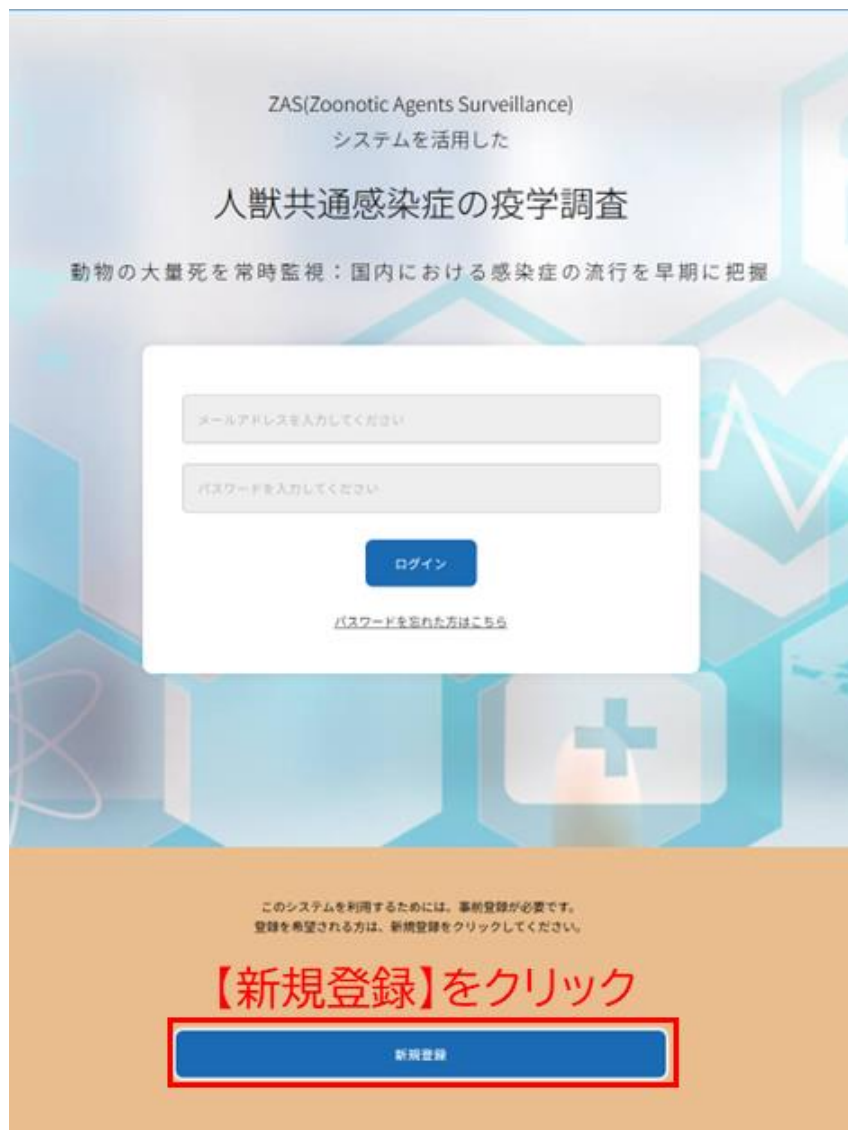 ZAS(Zoonotic Agents Surveillance)
システムを活用した
人獣共通感染症の疫学調査
動物の大量死を常時監視：国内における感染症の流行を早期に把握
メールアドレスを入力してください
パスワードを入力してください
ログイン
パスワードを忘れた方はこちら
このシステムを利用するためには、事前登録が必要です。
登録を希望される方は、新規登録をクリックしてください。
【新規登録】をクリック
新規登録